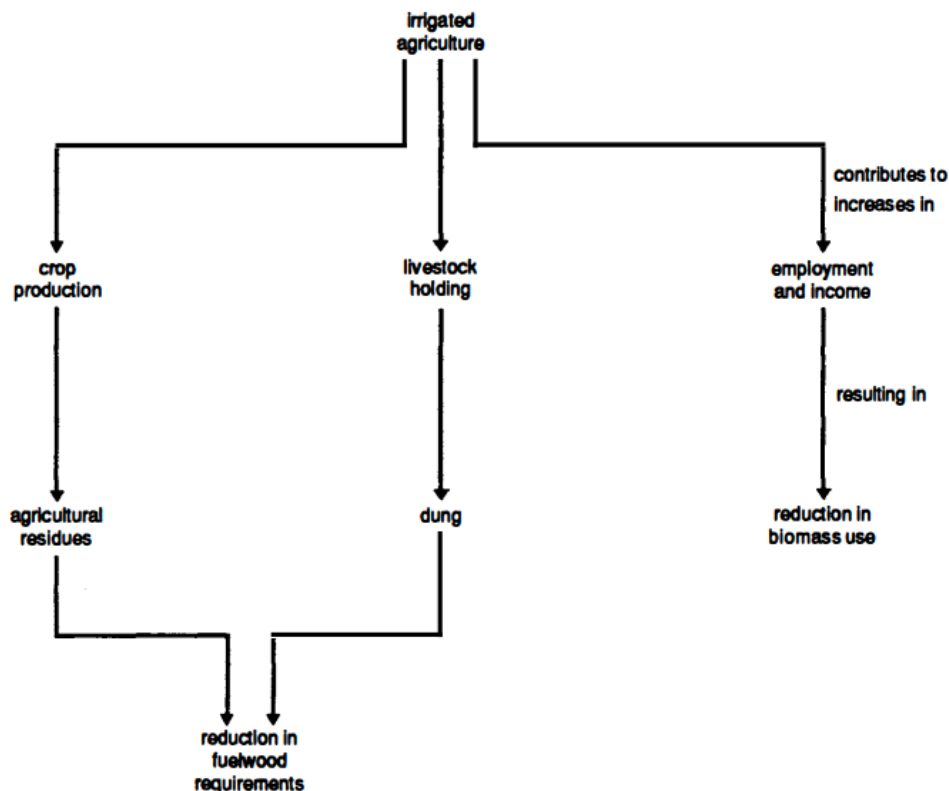 irrigated
agriculture
contributes to
increases in
crop
production
livestock
holding
employment
and income
resulting in
agricultural
residues
dung
reduction in
biomass use
reduction in
fuelwood
requirements